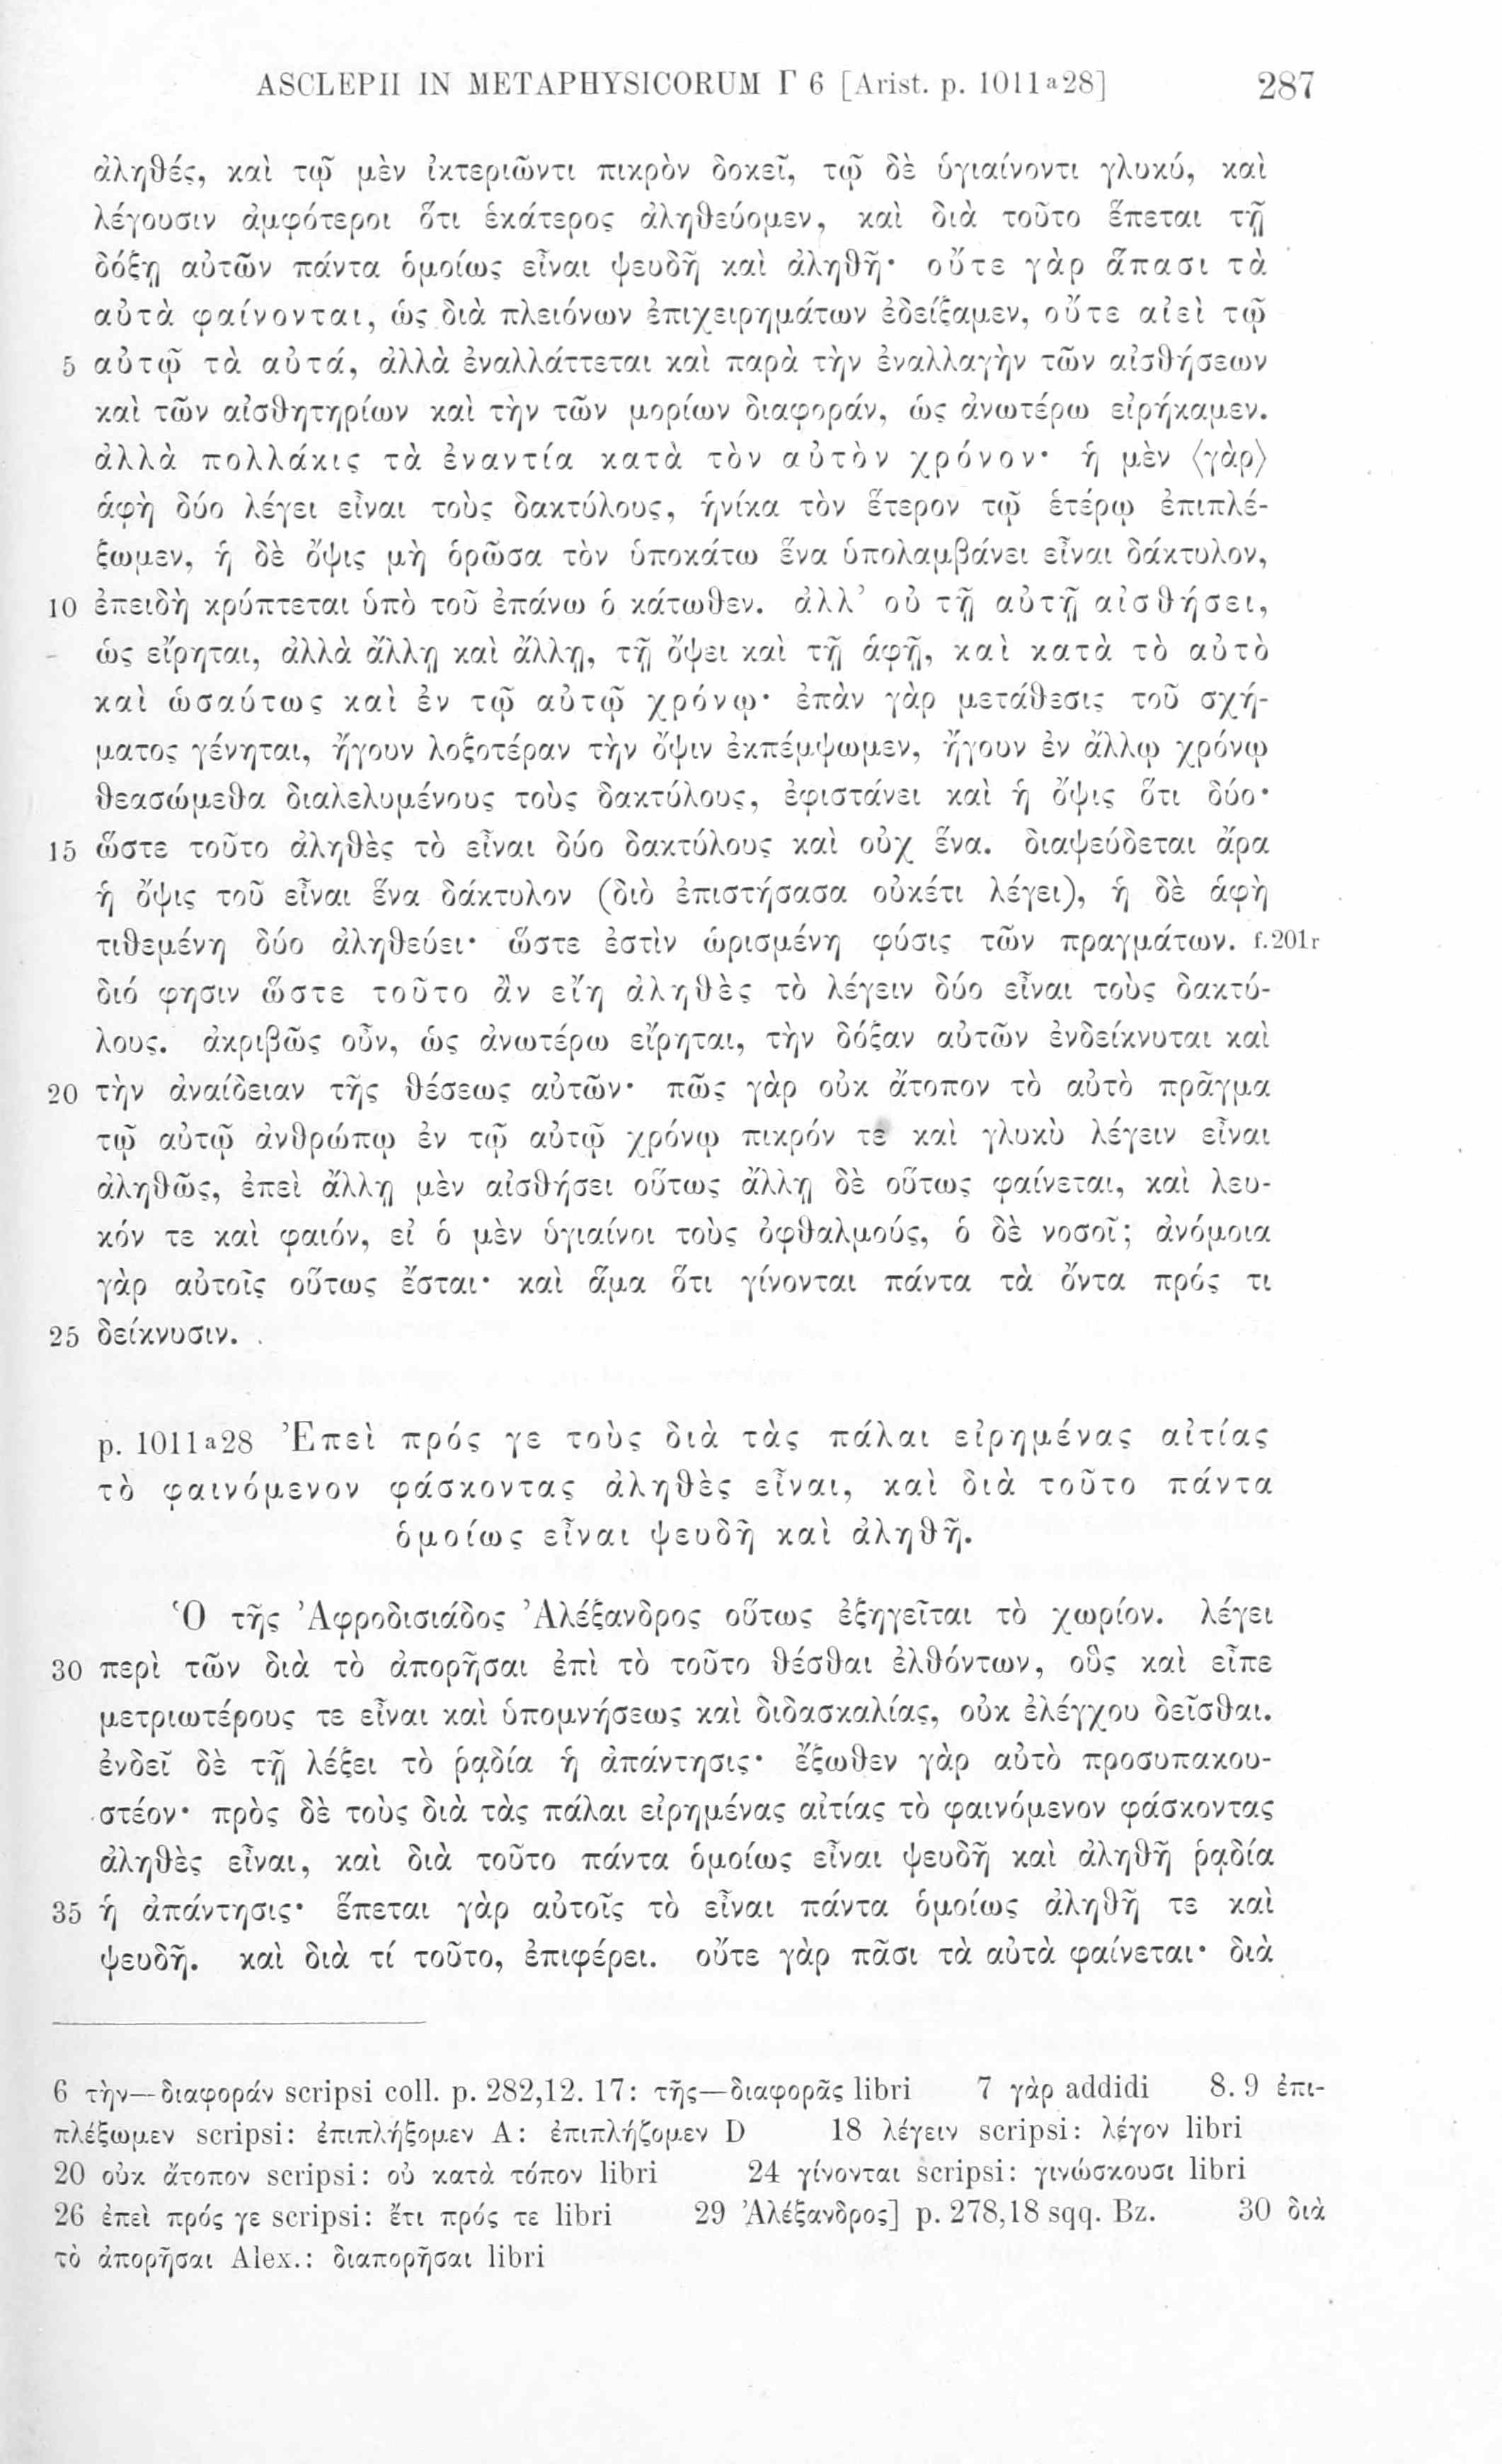 ASCLEPII IN METAPHYSICORUM Γ 6 [Arist. p. 1011a28] 287
ἀληθές, καὶ τῷ μὲν ἰκτεριῶντι πικρὸν δοκεῖ, τῷ δὲ ὑγιαίνοντι γλυκύ, καὶ
λέγουσιν ἀμφότεροι ὅτι ἑκάτερος ἀληθεύομεν, καὶ διὰ τοῦτο ἕπεται τῇ
δόξῃ αὐτῶν πάντα ὁμοίως εἶναι ψευδῆ καὶ ἀληθῆ· οὔτε γὰρ ἅπασι τὰ
αὐτὰ φαίνονται, ὡς διὰ πλειόνων ἐπιχειρημάτων ἐδείξαμεν, οὔτε αἰεὶ τῷ
5 αὐτῷ τὰ αὐτά, ἀλλὰ ἐναλλάττεται καὶ παρὰ τὴν ἐναλλαγὴν τῶν αἰσθήσεων
καὶ τῶν αἰσθητηρίων καὶ τὴν τῶν μορίων διαφοράν, ὡς ἀνωτέρω εἰρήκαμεν.
ἀλλὰ πολλάκις τὰ ἐναντία κατὰ τὸν αὐτὸν χρόνον· ἡ μὲν ⟨γὰρ⟩
ἁφὴ δύο λέγει εἶναι τοὺς δακτύλους, ἡνίκα τὸν ἕτερον τῷ ἑτέρῳ ἐπιπλέ-
ξωμεν, ἡ δὲ ὄψις μὴ ὁρῶσα τὸν ὑποκάτω ἕνα ὑπολαμβάνει εἶναι δάκτυλον,
10 ἐπειδὴ κρύπτεται ὑπὸ τοῦ ἐπάνω ὁ κάτωθεν. ἀλλ’ οὐ τῇ αὐτῇ αἰσθήσει,
ὡς εἴρηται, ἀλλὰ ἄλλῃ καὶ ἄλλῃ, τῇ ὄψει καὶ τῇ ἁφῇ, καὶ κατὰ τὸ αὐτὸ
καὶ ὡσαύτως καὶ ἐν τῷ αὐτῷ χρόνῳ· ἐπὰν γὰρ μετάθεσις τοῦ σχή-
ματος γένηται, ἤγουν λοξοτέραν τὴν ὄψιν ἐκπέμψωμεν, ἤγουν ἐν ἄλλῳ χρόνῳ
θεασώμεθα διαλελυμένους τοὺς δακτύλους, ἐφιστάνει καὶ ἡ ὄψις ὅτι δύο·
15 ὥστε τοῦτο ἀληθὲς τὸ εἶναι δύο δακτύλους καὶ οὐχ ἕνα. διαψεύδεται ἄρα
ἡ ὄψις τοῦ εἶναι ἕνα δάκτυλον (διὸ ἐπιστήσασα οὐκέτι λέγει), ἡ δὲ ἁφὴ
τιθεμένη δύο ἀληθεύει· ὥστε ἐστὶν ὡρισμένη φύσις τῶν πραγμάτων. f.201r
διό φησιν ὥστε τοῦτο ἂν εἴη ἀληθὲς τὸ λέγειν δύο εἶναι τοὺς δακτύ-
λους. ἀκριβῶς οὖν, ὡς ἀνωτέρω εἴρηται, τὴν δόξαν αὐτῶν ἐνδείκνυται καὶ
20 τὴν ἀναίδειαν τῆς θέσεως αὐτῶν· πῶς γὰρ οὐκ ἄτοπον τὸ αὐτὸ πρᾶγμα
τῷ αὐτῷ ἀνθρώπῳ ἐν τῷ αὐτῷ χρόνῳ πικρόν τε καὶ γλυκὺ λέγειν εἶναι
ἀληθῶς, ἐπεὶ ἄλλῃ μὲν αἰσθήσει οὕτως ἄλλῃ δὲ οὕτως φαίνεται, καὶ λευ-
κόν τε καὶ φαιόν, εἰ ὁ μὲν ὑγιαίνοι τοὺς ὀφθαλμούς, ὁ δὲ νοσοῖ; ἀνόμοια
γὰρ αὐτοῖς οὕτως ἔσται· καὶ ἅμα ὅτι γίνονται πάντα τὰ ὄντα πρός τι
25 δείκνυσιν.
p. 1011a28 Ἐπεὶ πρός γε τοὺς διὰ τὰς πάλαι εἰρημένας αἰτίας
τὸ φαινόμενον φάσκοντας ἀληθὲς εἶναι, καὶ διὰ τοῦτο πάντα
ὁμοίως εἶναι ψευδῆ καὶ ἀληθῆ.
Ὁ τῆς Ἀφροδισιάδος Ἀλέξανδρος οὕτως ἐξηγεῖται τὸ χωρίον. λέγει
30 περὶ τῶν διὰ τὸ ἀπορῆσαι ἐπὶ τὸ τοῦτο θέσθαι ἐλθόντων, οὓς καὶ εἶπε
μετριωτέρους τε εἶναι καὶ ὑπομνήσεως καὶ διδασκαλίας, οὐκ ἐλέγχου δεῖσθαι.
ἐνδεῖ δὲ τῇ λέξει τὸ ῥᾳδία ἡ ἀπάντησις· ἔξωθεν γὰρ αὐτὸ προσυπακου-
στέον· πρὸς δὲ τοὺς διὰ τὰς πάλαι εἰρημένας αἰτίας τὸ φαινόμενον φάσκοντας
ἀληθὲς εἶναι, καὶ διὰ τοῦτο πάντα ὁμοίως εἶναι ψευδῆ καὶ ἀληθῆ ῥᾳδία
35 ἡ ἀπάντησις· ἕπεται γὰρ αὐτοῖς τὸ εἶναι πάντα ὁμοίως ἀληθῆ τε καὶ
ψευδῆ. καὶ διὰ τί τοῦτο, ἐπιφέρει. οὔτε γὰρ πᾶσι τὰ αὐτὰ φαίνεται· διὰ
6 τὴν—διαφοράν scripsi coll. p. 282,12. 17: τῆς—διαφορᾶς libri 7 γὰρ addidi 8. 9 ἐπι-
πλέξωμεν scripsi: ἐπιπλήξομεν A: ἐπιπλήζομεν D 18 λέγειν scripsi: λέγον libri
20 οὐκ ἄτοπον scripsi: οὐ κατὰ τόπον libri 24 γίνονται scripsi: γινώσκουσι libri
26 ἐπεὶ πρός γε scripsi: ἔτι πρός τε libri 29 Ἀλέξανδρος] p. 278,18 sqq. Bz. 30 διὰ
τὸ ἀπορῆσαι Alex.: διαπορῆσαι libri